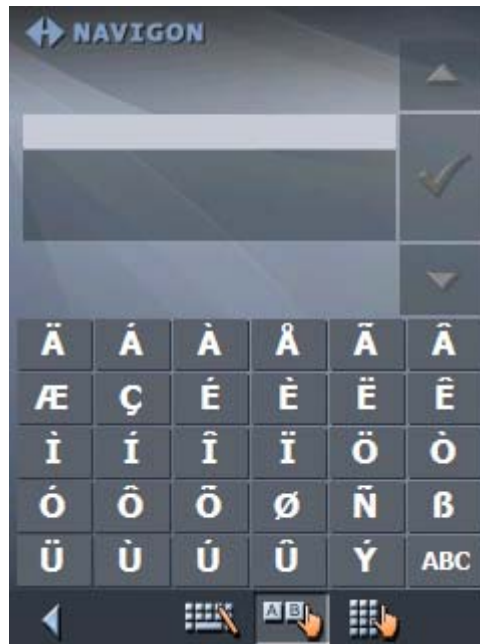 NAVIGON
Ä Á À Å Ã Â
Æ Ç É È Ë Ê
Ì Í Î Ï Ö Ò
Ó Ô Õ Ø Ñ ß
Ü Ù Ú Û Ý ABC
A B